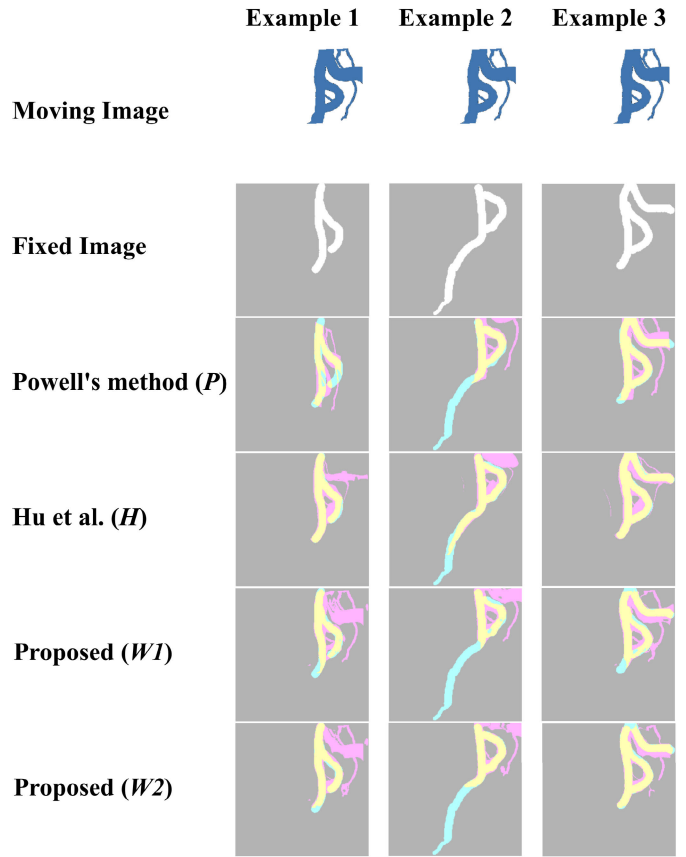 Example 1 Example 2 Example 3
Moving Image
Fixed Image
Powell's method (P)
Hu et al. (H)
Proposed (W1)
Proposed (W2)